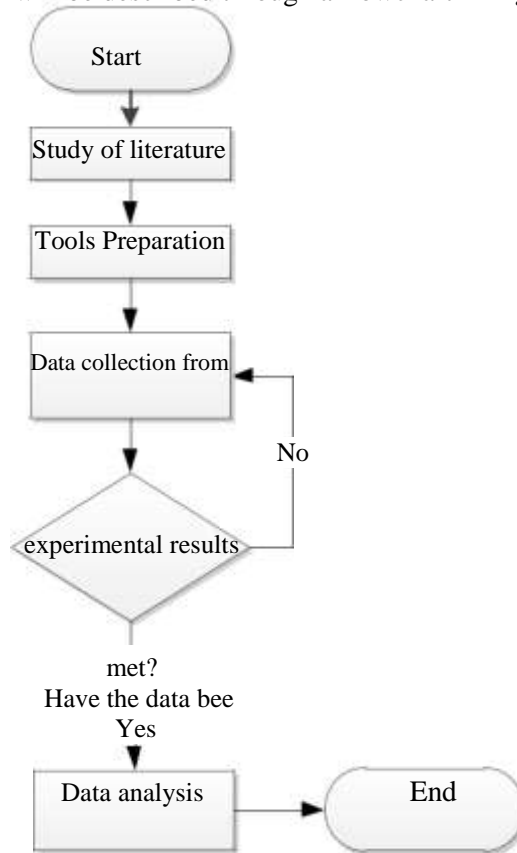 Start
Study of literature
Tools Preparation
Data collection from
No
experimental results
met?
Have the data bee
Yes
Data analysis
End